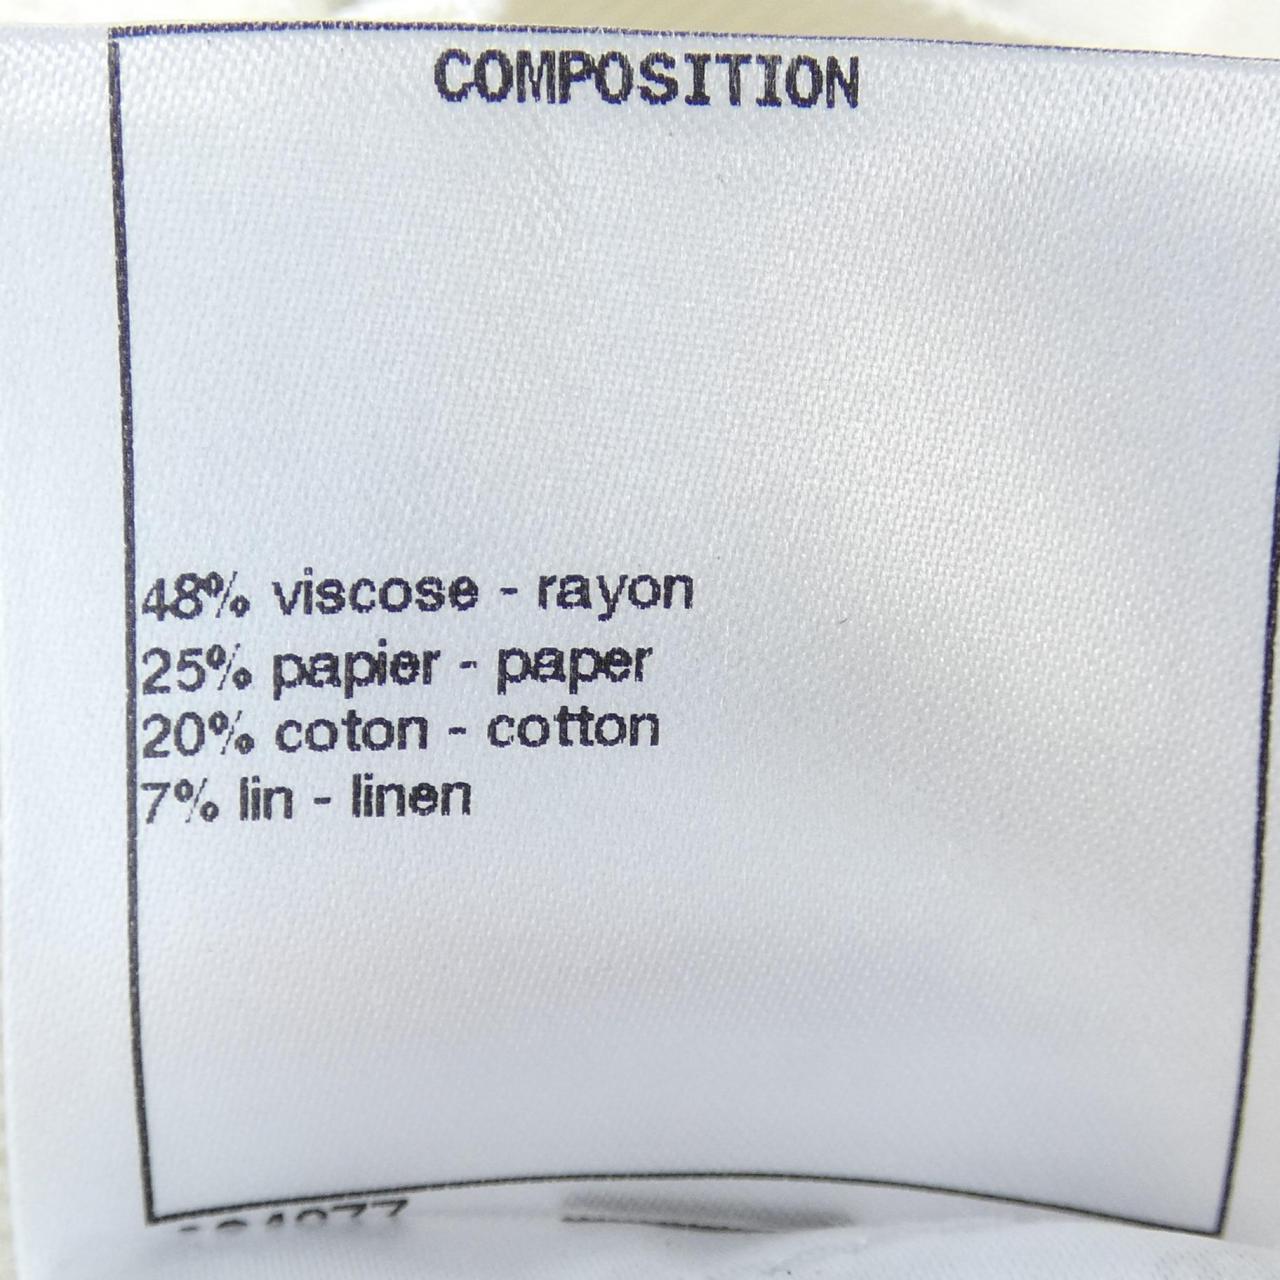 COMPOSITION
48% viscose - rayon
25% papier - paper
20% coton - cotton
7% lin - linen